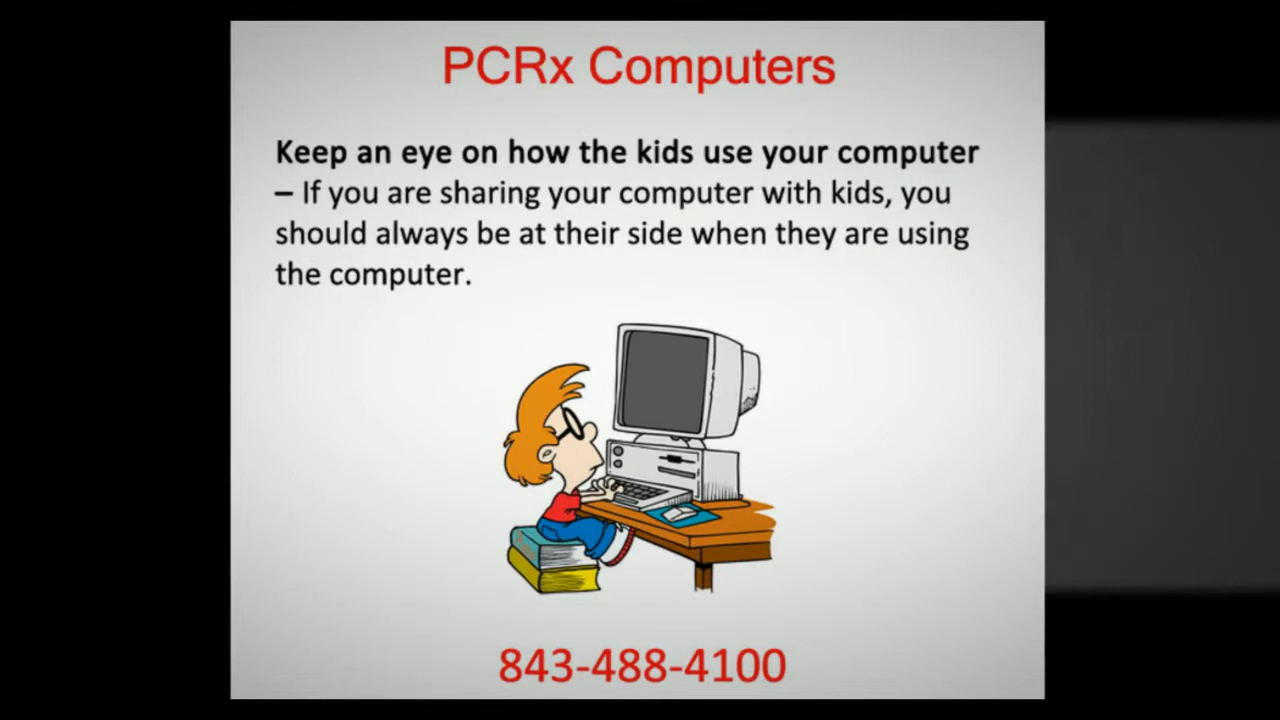 PCRx Computers
Keep an eye on how the kids use your computer
– If you are sharing your computer with kids, you
should always be at their side when they are using
the computer.
843-488-4100